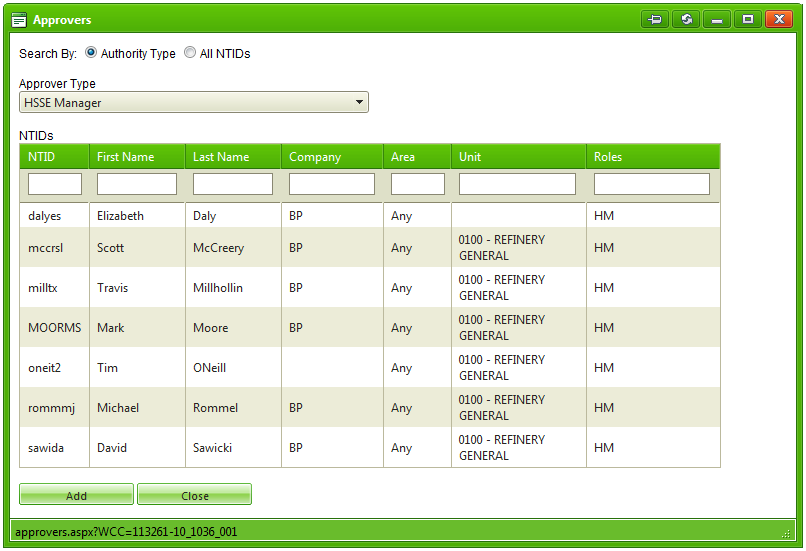 Approvers
Search By: Authority Type All NTIDs
Approver Type
HSSE Manager
NTIDs
NTID First Name Last Name Company Area Unit Roles
dalyes Elizabeth Daly BP Any HM
mccrsl Scott McCreery BP Any 0100 - REFINERY GENERAL HM
milltx Travis Millhollin BP Any 0100 - REFINERY GENERAL HM
MOORMS Mark Moore BP Any 0100 - REFINERY GENERAL HM
oneit2 Tim ONeill Any 0100 - REFINERY GENERAL HM
rommmj Michael Rommel BP Any 0100 - REFINERY GENERAL HM
sawida David Sawicki BP Any 0100 - REFINERY GENERAL HM
Add Close
approvers.aspx?WCC=113261-10_1036_001